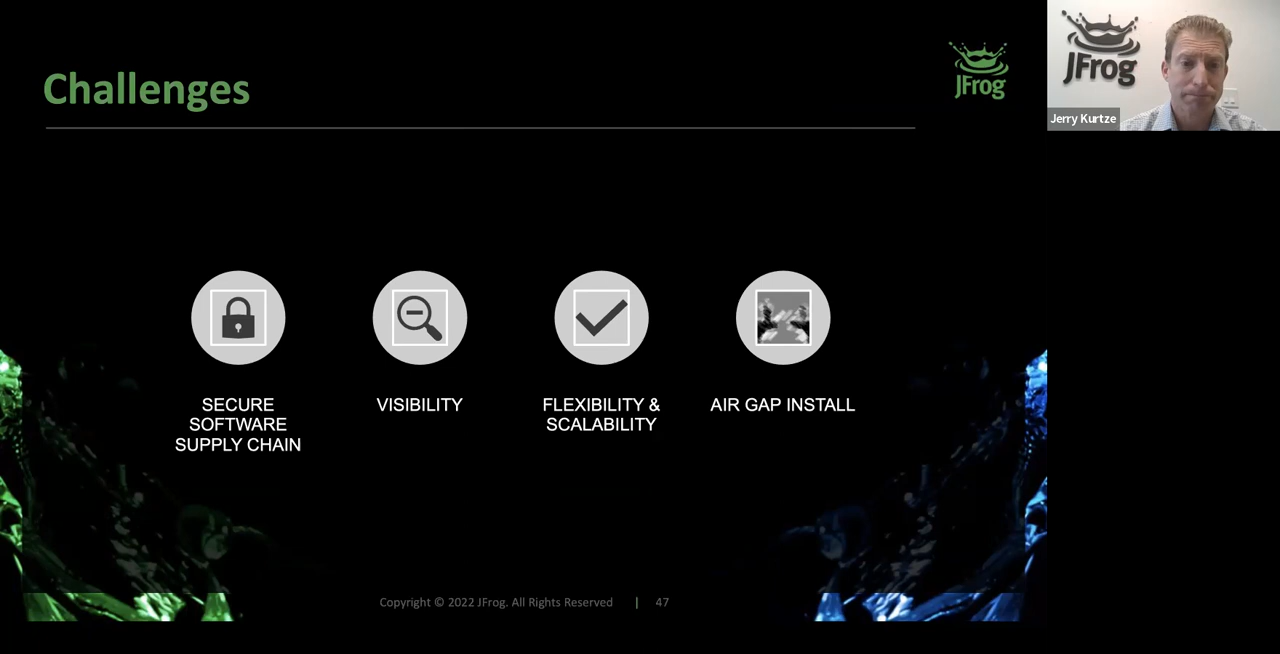 Challenges
JFrog
JFrog
Jerry Kurtze
SECURE
SOFTWARE
SUPPLY CHAIN
VISIBILITY
FLEXIBILITY &
SCALABILITY
AIR GAP INSTALL
Copyright © 2022 JFrog. All Rights Reserved | 47